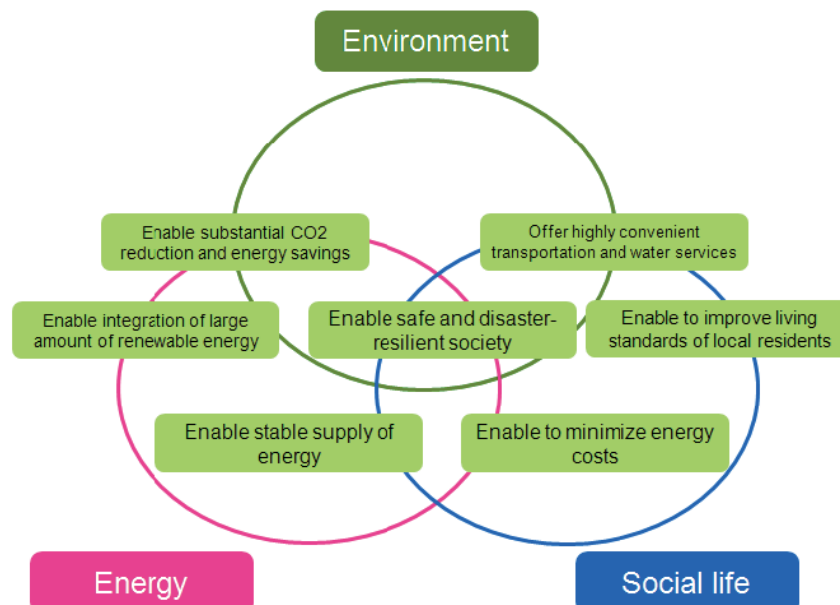 Environment
Enable substantial CO2
reduction and energy savings
Offer highly convenient
transportation and water services
Enable integration of large
amount of renewable energy
Enable safe and disaster-
resilient society
Enable to improve living
standards of local residents
Enable stable supply of
energy
Enable to minimize energy
costs
Energy
Social life